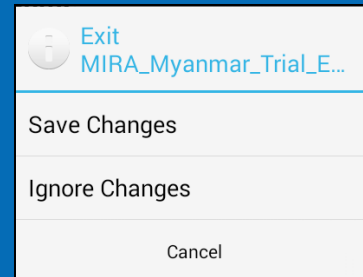 Exit
MIRA_Myanmar_Trial_E...
Save Changes
Ignore Changes
Cancel